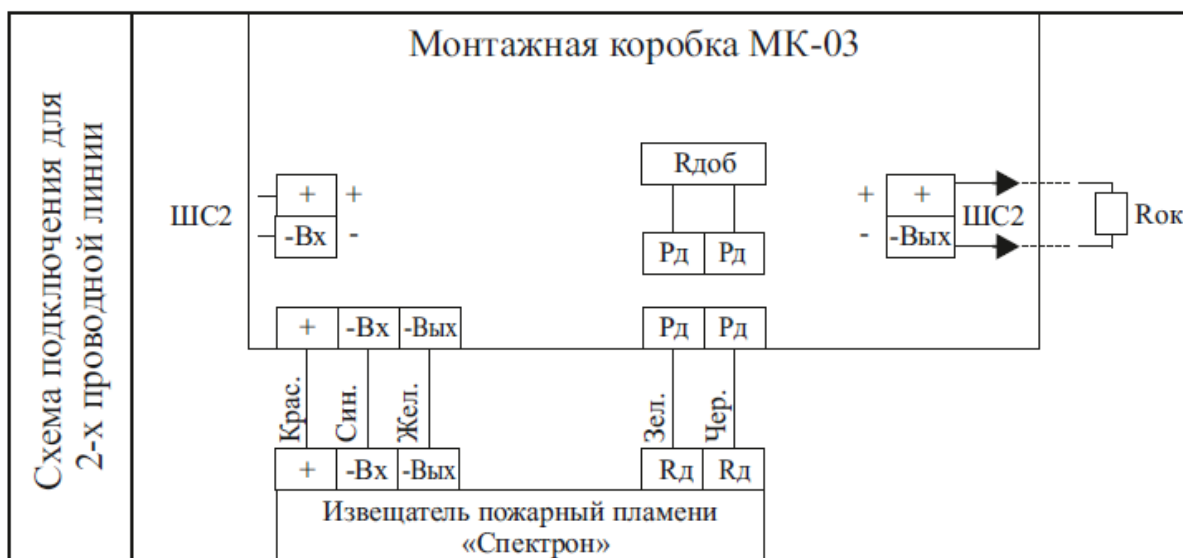 Схема подключения для
2-х проводной линии
Монтажная коробка МК-03
Rдоб
ШС2
+
+
-Вх
-
Рд
Рд
+
+
-
-Вых
ШС2
Rок
+
-Вх
-Вых
Рд
Рд
Крас.
Син.
Жел.
Зел.
Чер.
+
-Вх
-Вых
Rд
Rд
Извещатель пожарный пламени
«Спектрон»